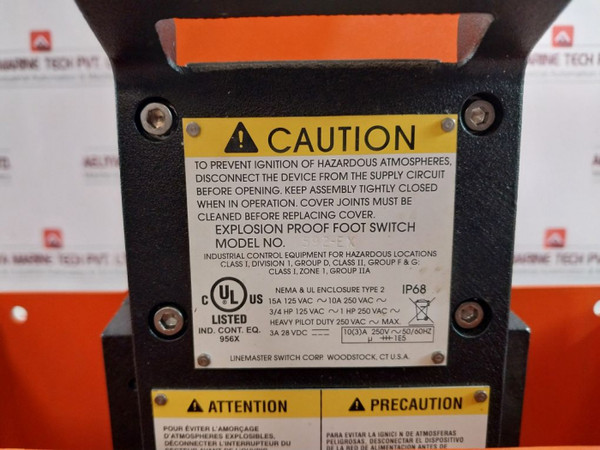 CAUTION
TO PREVENT IGNITION OF HAZARDOUS ATMOSPHERES,
DISCONNECT THE DEVICE FROM THE SUPPLY CIRCUIT
BEFORE OPENING. KEEP ASSEMBLY TIGHTLY CLOSED
WHEN IN OPERATION. COVER JOINTS MUST BE
CLEANED BEFORE REPLACING COVER.
EXPLOSION PROOF FOOT SWITCH
MODEL NO. -EX
INDUSTRIAL CONTROL EQUIPMENT FOR HAZARDOUS LOCATIONS
CLASS I, DIVISION 1, GROUP D, CLASS II, GROUP F & G
CLASS I, ZONE 1, GROUP IIA
NEMA & UL ENCLOSURE TYPE 2 IP68
C UL US
LISTED
IND. CONT. EQ.
956X
15A 125 VAC ~ 10A 250 VAC ~
3/4 HP 125 VAC ~ 1 HP 250 VAC ~
HEAVY PILOT DUTY 250 VAC ~ MAX.
3A 28 VDC
10(3)A 250V ~ 50/60HZ
µ 1E5
LINEMASTER SWITCH CORP. WOODSTOCK, CT U.S.A.
ATTENTION
POUR ÉVITER L'AMORÇAGE
D'ATMOSPHERES EXPLOSIBLES,
DÉCONNECTER L'INTERRUPTEUR DU
PRECAUTION
PARA EVITAR LA IGNICI N DE ATMOSFERAS
PELIGROSAS, DESCONECTAR EL DISPOSITIVO
DE LA RED DE ALIMENTACION ANTES DE